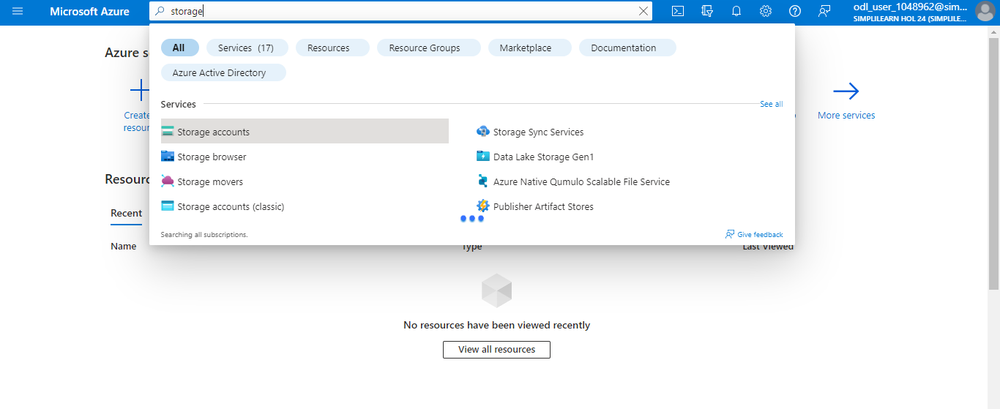 Microsoft Azure
storage
odl_user_1048962@sim...
SIMPLILEARN HOL 24 (SIMPLILE...
Azure s
All
Services (17)
Resources
Resource Groups
Marketplace
Documentation
Azure Active Directory
Create
resour
More services
Services
See all
Storage accounts
Storage Sync Services
Storage browser
Data Lake Storage Gen1
Storage movers
Azure Native Qumulo Scalable File Service
Storage accounts (classic)
Publisher Artifact Stores
Searching all subscriptions.
Give feedback
Resourc
Recent
Name
Type
Last Viewed
No resources have been viewed recently
View all resources